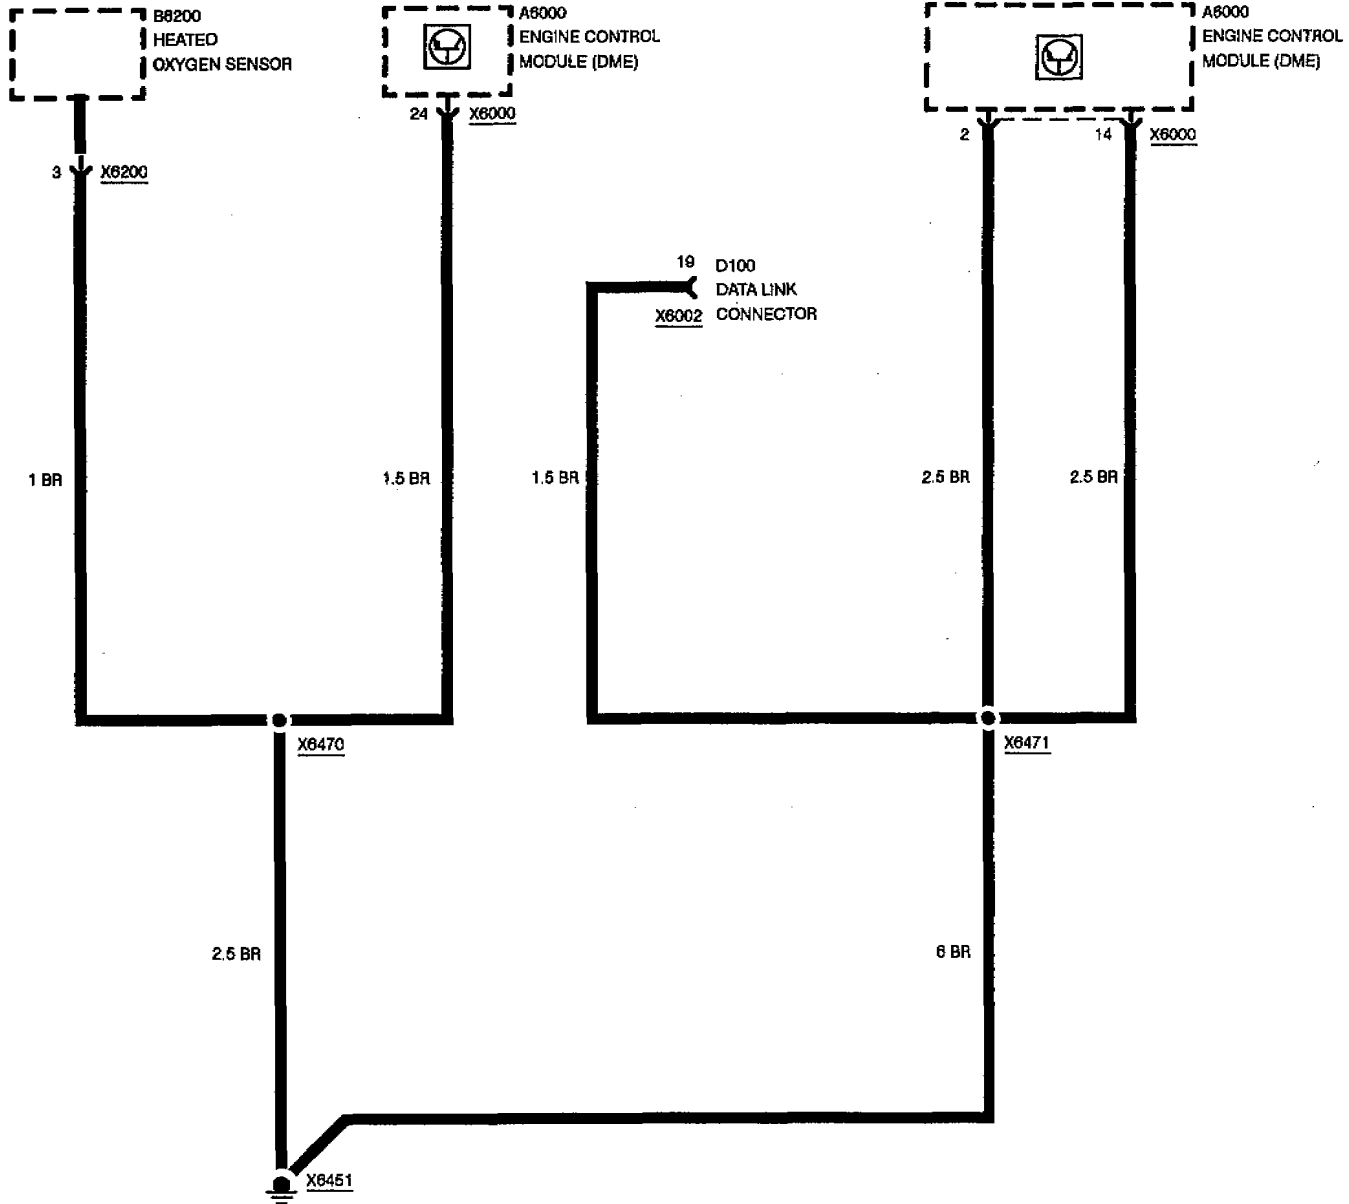 B6200
HEATED
OXYGEN SENSOR
A6000
ENGINE CONTROL
MODULE (DME)
A6000
ENGINE CONTROL
MODULE (DME)
24 X6000
2 14 X6000
3 X6200
19 D100
DATA LINK
X6002 CONNECTOR
1 BR
1.5 BR
1.5 BR
2.5 BR
2.5 BR
X6470
X6471
2.5 BR
6 BR
X6451